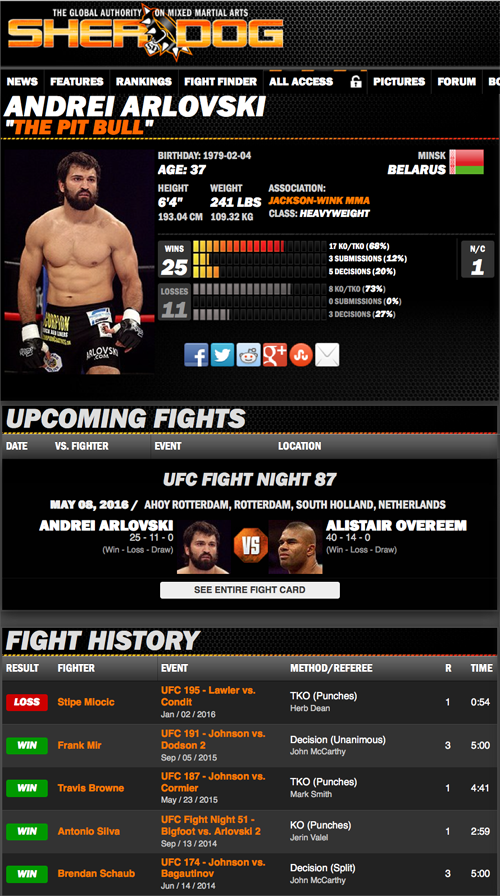 THE GLOBAL AUTHORITY ON MIXED MARTIAL ARTS
SHERDOG
NEWS FEATURES RANKINGS FIGHT FINDER ALL ACCESS PICTURES FORUM BO
ANDREI ARLOVSKI
"THE PIT BULL"
BIRTHDAY: 1979-02-04
AGE: 37
MINSK
BELARUS
HEIGHT
6'4"
193.04 CM
WEIGHT
241 LBS
109.32 KG
ASSOCIATION:
JACKSON-WINK MMA
CLASS: HEAVYWEIGHT
WINS
25
17 KO/TKO (68%)
3 SUBMISSIONS (12%)
5 DECISIONS (20%)
N/C
1
LOSSES
11
8 KO/TKO (73%)
0 SUBMISSIONS (0%)
3 DECISIONS (27%)
SCORPION
ARLOVSKI
.COM
UPCOMING FIGHTS
DATE VS. FIGHTER EVENT LOCATION
UFC FIGHT NIGHT 87
MAY 08, 2016 / AHOY ROTTERDAM, ROTTERDAM, SOUTH HOLLAND, NETHERLANDS
ANDREI ARLOVSKI
25 - 11 - 0
(Win - Loss - Draw)
VS
ALISTAIR OVEREEM
40 - 14 - 0
(Win - Loss - Draw)
SEE ENTIRE FIGHT CARD
FIGHT HISTORY
RESULT FIGHTER EVENT METHOD/REFEREE R TIME
LOSS Stipe Miocic UFC 195 - Lawler vs. Condit Jan / 02 / 2016 TKO (Punches) Herb Dean 1 0:54
WIN Frank Mir UFC 191 - Johnson vs. Dodson 2 Sep / 05 / 2015 Decision (Unanimous) John McCarthy 3 5:00
WIN Travis Browne UFC 187 - Johnson vs. Cormier May / 23 / 2015 TKO (Punches) Mark Smith 1 4:41
WIN Antonio Silva UFC Fight Night 51 - Bigfoot vs. Arlovski 2 Sep / 13 / 2014 KO (Punches) Jerin Valel 1 2:59
WIN Brendan Schaub UFC 174 - Johnson vs. Bagautinov Jun / 14 / 2014 Decision (Split) John McCarthy 3 5:00